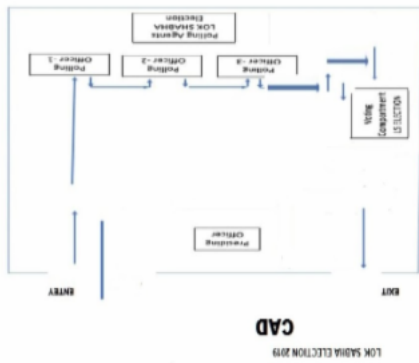 LOK SABHA ELECTION 2019
CAD
ENTRY
EXIT
Presiding
Officer
Voting
Compartment
LS ELECTION
Polling
Officer -1
Polling
Officer -2
Polling
Officer -3
Polling Agents
LOK SHABHA
Election